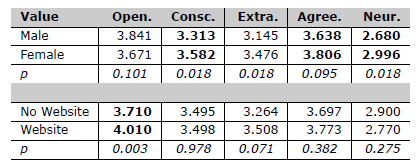 Value Open. Consc. Extra. Agree. Neur.
Male 3.841 3.313 3.145 3.638 2.680
Female 3.671 3.582 3.476 3.806 2.996
p 0.101 0.018 0.018 0.095 0.018
No Website 3.710 3.495 3.264 3.697 2.900
Website 4.010 3.498 3.508 3.773 2.770
p 0.003 0.978 0.071 0.382 0.275